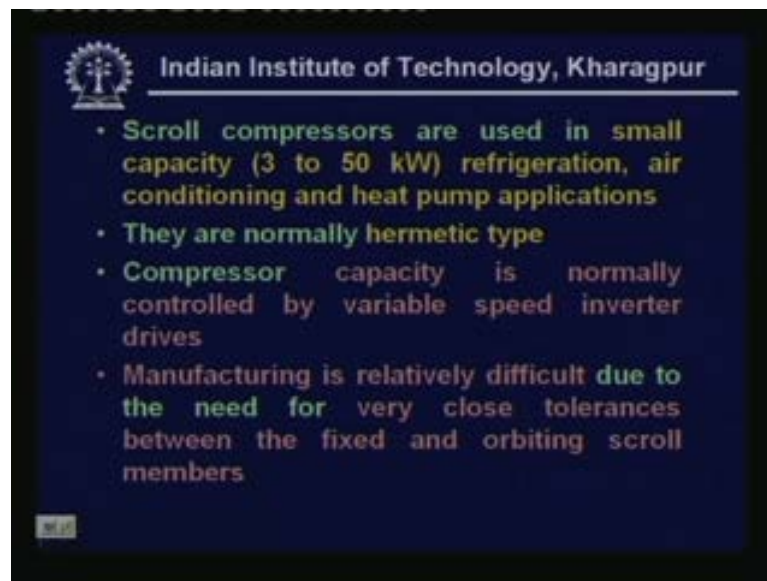 Indian Institute of Technology, Kharagpur
• Scroll compressors are used in small
capacity (3 to 50 kW) refrigeration, air
conditioning and heat pump applications
• They are normally hermetic type
• Compressor capacity is normally
controlled by variable speed inverter
drives
• Manufacturing is relatively difficult due to
the need for very close tolerances
between the fixed and orbiting scroll
members